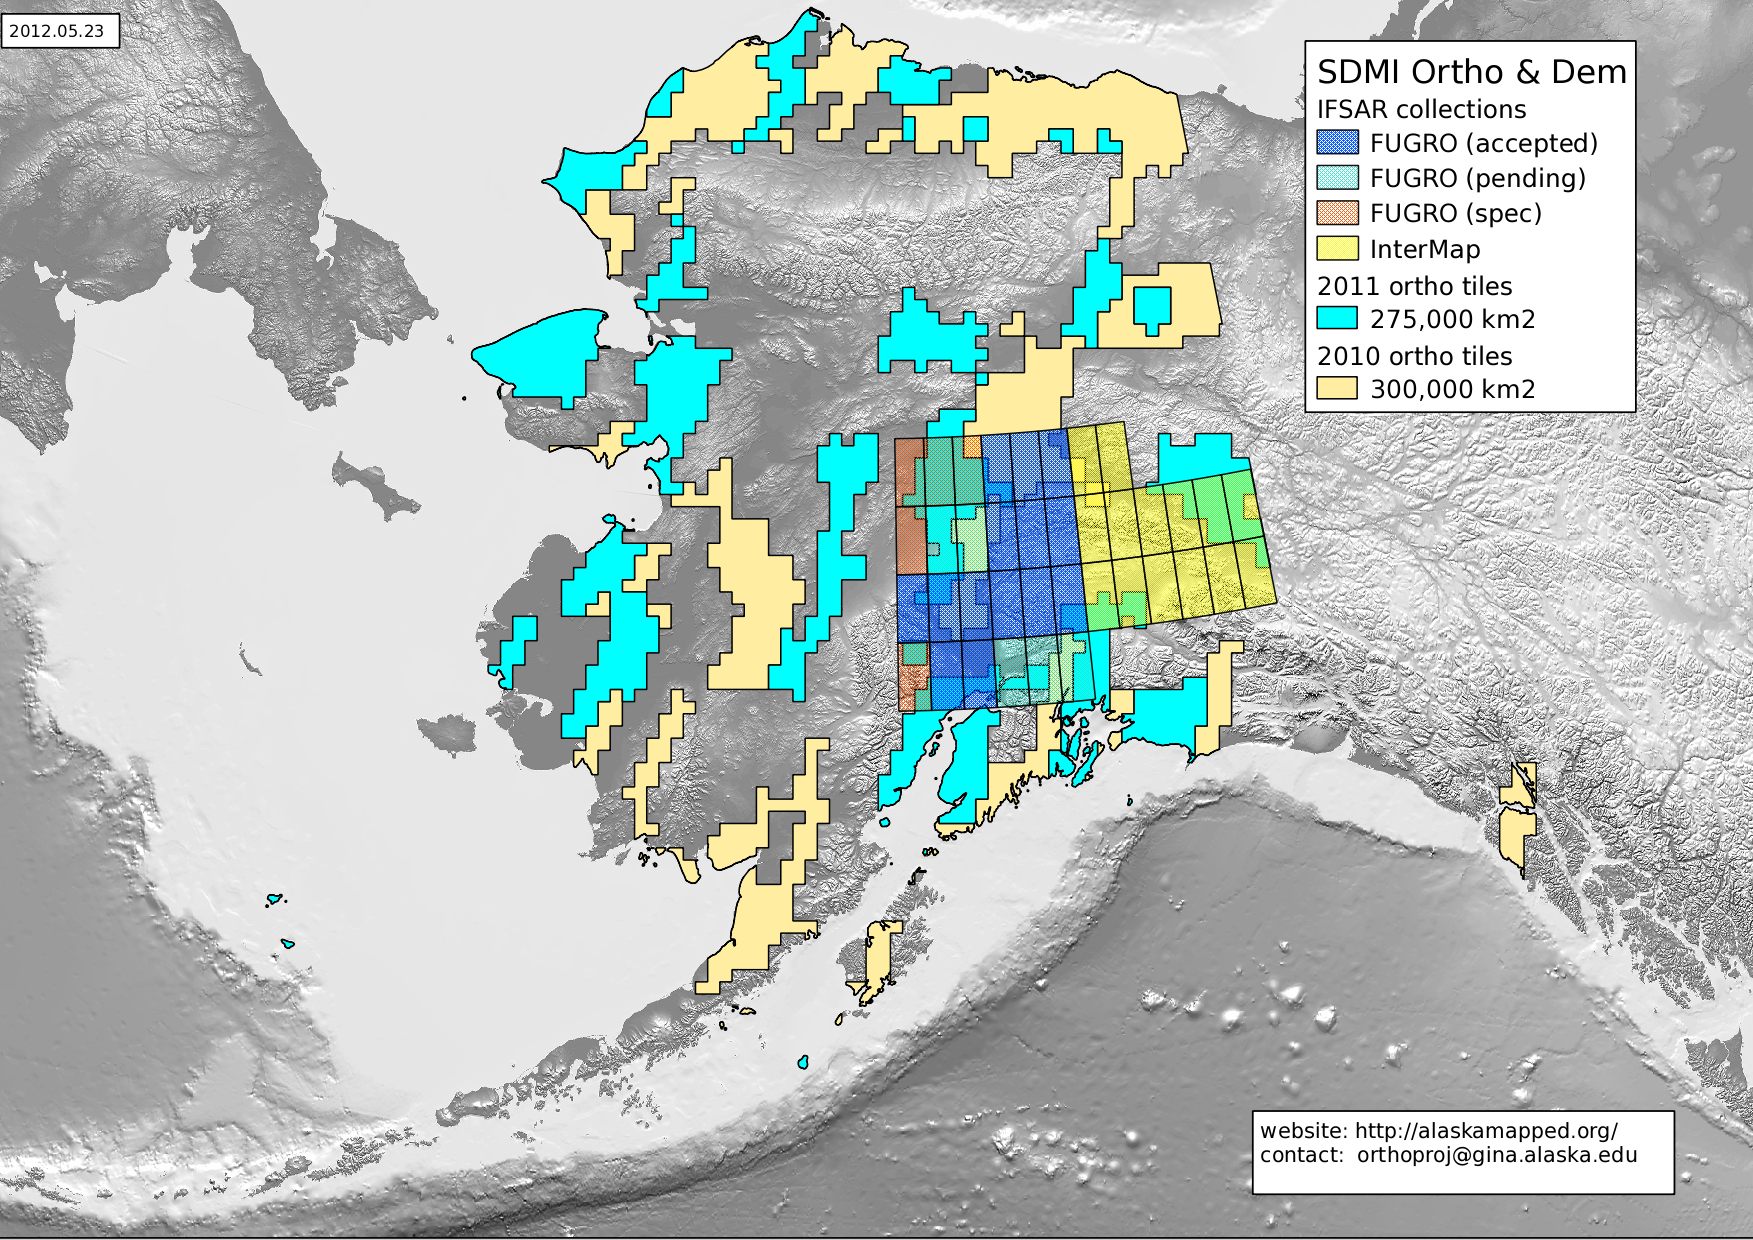 2012.05.23
SDMI Ortho & Dem
IFSAR collections
FUGRO (accepted)
FUGRO (pending)
FUGRO (spec)
InterMap
2011 ortho tiles
275,000 km2
2010 ortho tiles
300,000 km2
website: http://alaskamapped.org/
contact: orthoproj@gina.alaska.edu